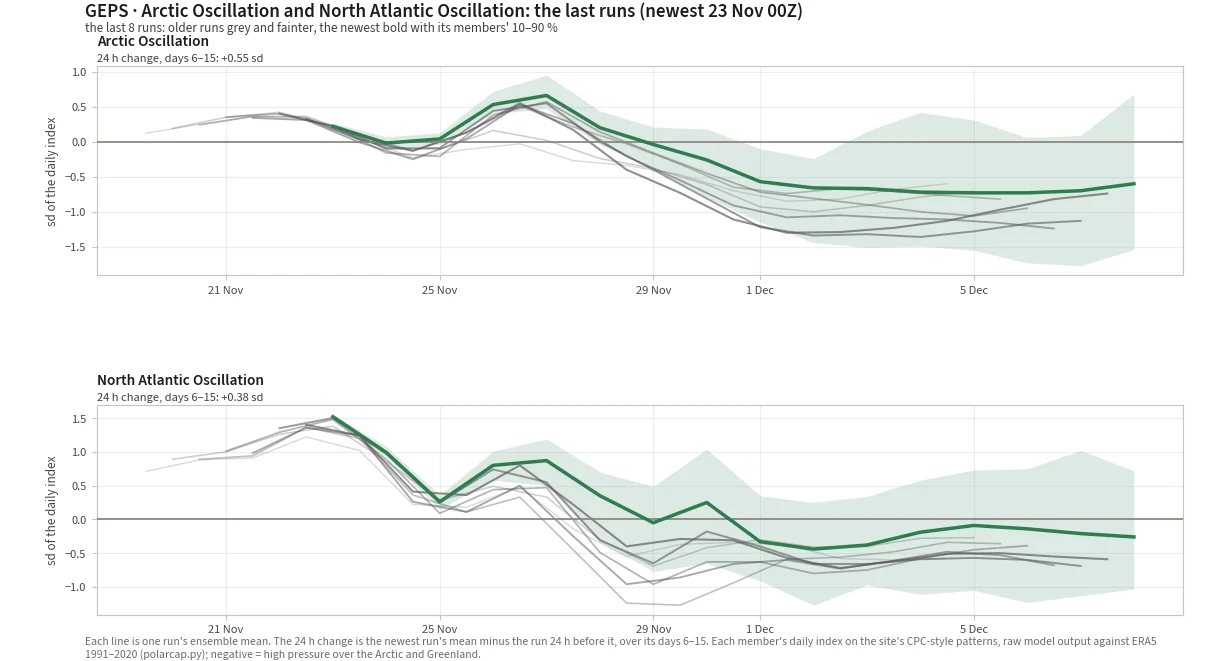 GEPS · Arctic Oscillation and North Atlantic Oscillation: the last runs (newest 23 Nov 00Z)
the last 8 runs: older runs grey and fainter, the newest bold with its members' 10–90 %
Arctic Oscillation
24 h change, days 6–15: +0.55 sd
sd of the daily index
1.0
0.5
0.0
−0.5
−1.0
−1.5
21 Nov
25 Nov
29 Nov
1 Dec
5 Dec
North Atlantic Oscillation
24 h change, days 6–15: +0.38 sd
sd of the daily index
1.5
1.0
0.5
0.0
−0.5
−1.0
21 Nov
25 Nov
29 Nov
1 Dec
5 Dec
Each line is one run's ensemble mean. The 24 h change is the newest run's mean minus the run 24 h before it, over its days 6–15. Each member's daily index on the site's CPC-style patterns, raw model output against ERA5
1991–2020 (polarcap.py); negative = high pressure over the Arctic and Greenland.